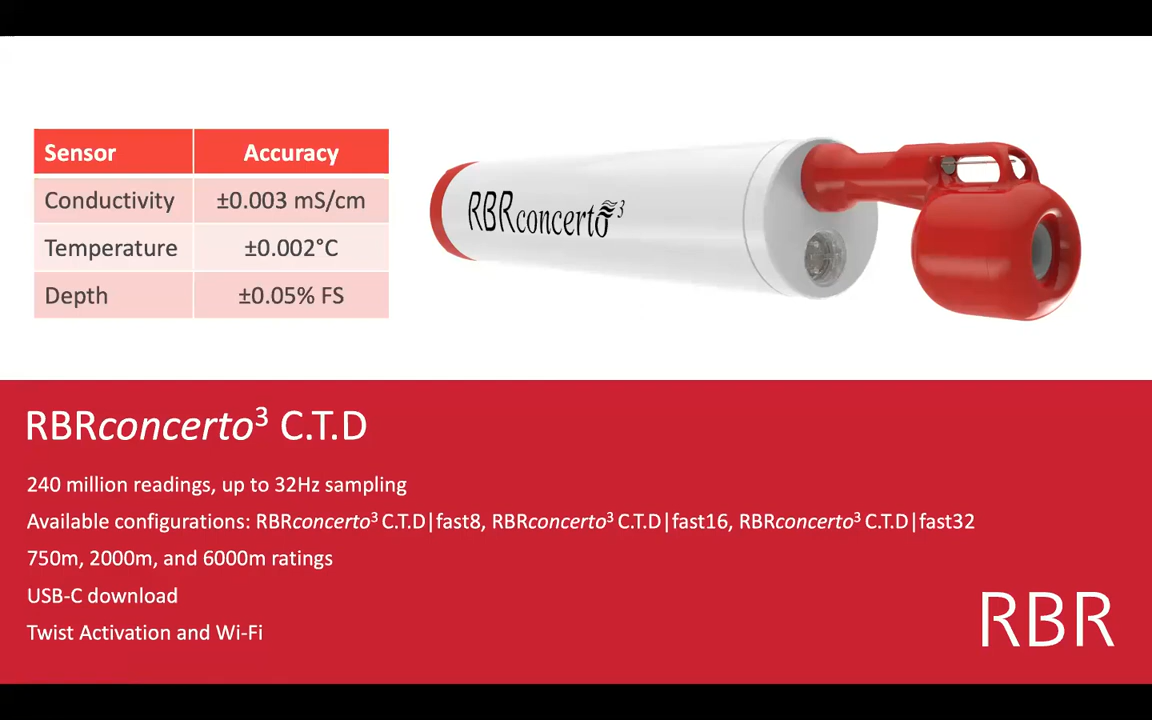 Sensor Accuracy
Conductivity ±0.003 mS/cm
Temperature ±0.002°C
Depth ±0.05% FS
RBRconcerto³
RBRconcerto³ C.T.D
240 million readings, up to 32Hz sampling
Available configurations: RBRconcerto³ C.T.D|fast8, RBRconcerto³ C.T.D|fast16, RBRconcerto³ C.T.D|fast32
750m, 2000m, and 6000m ratings
USB-C download
Twist Activation and Wi-Fi
RBR